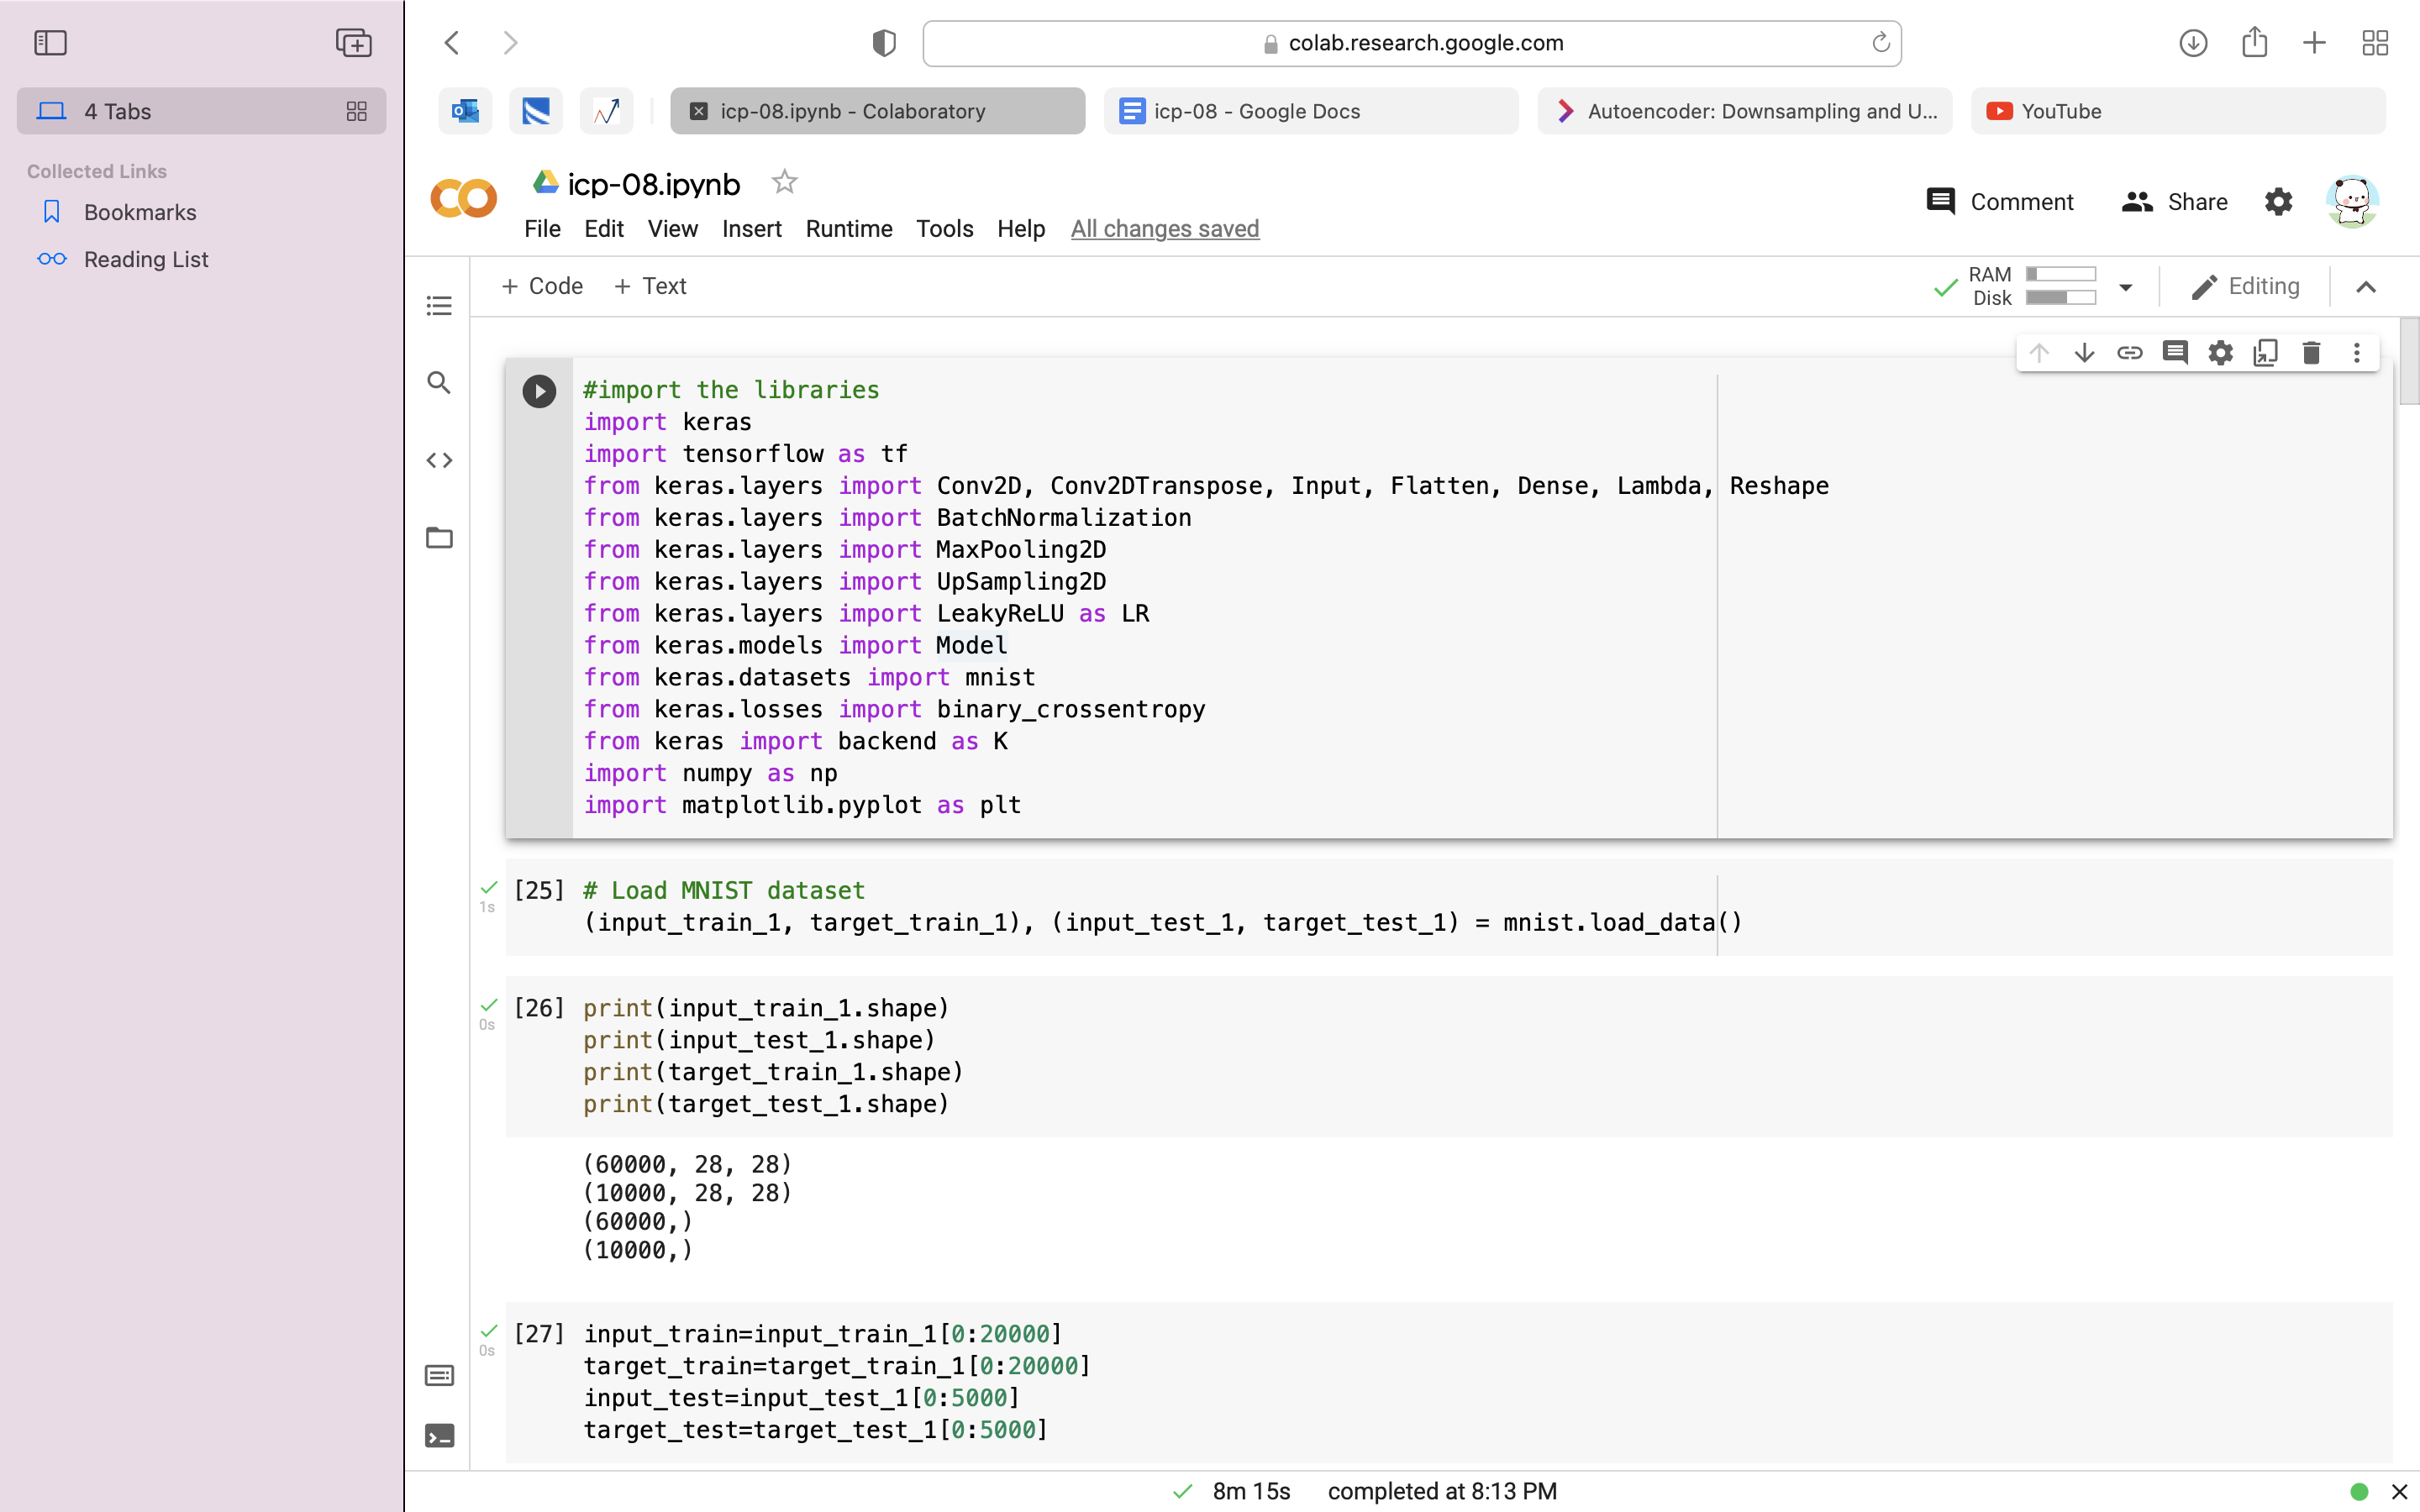 colab.research.google.com
4 Tabs
icp-08.ipynb - Colaboratory
icp-08 - Google Docs
Autoencoder: Downsampling and U...
YouTube
Collected Links
Bookmarks
Reading List
icp-08.ipynb
File Edit View Insert Runtime Tools Help All changes saved
Comment
Share
+ Code + Text
RAM
Disk
Editing
#import the libraries
import keras
import tensorflow as tf
from keras.layers import Conv2D, Conv2DTranspose, Input, Flatten, Dense, Lambda, Reshape
from keras.layers import BatchNormalization
from keras.layers import MaxPooling2D
from keras.layers import UpSampling2D
from keras.layers import LeakyReLU as LR
from keras.models import Model
from keras.datasets import mnist
from keras.losses import binary_crossentropy
from keras import backend as K
import numpy as np
import matplotlib.pyplot as plt
[25] # Load MNIST dataset
1s
(input_train_1, target_train_1), (input_test_1, target_test_1) = mnist.load_data()
[26] print(input_train_1.shape)
0s
print(input_test_1.shape)
print(target_train_1.shape)
print(target_test_1.shape)
(60000, 28, 28)
(10000, 28, 28)
(60000,)
(10000,)
[27] input_train=input_train_1[0:20000]
0s
target_train=target_train_1[0:20000]
input_test=input_test_1[0:5000]
target_test=target_test_1[0:5000]
8m 15s completed at 8:13 PM